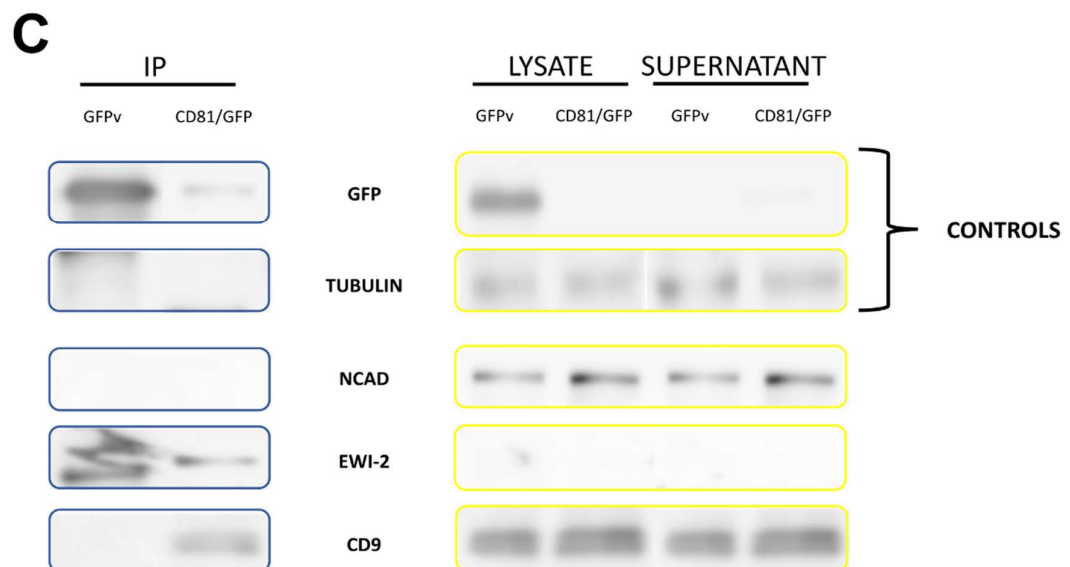 C
IP LYSATE SUPERNATANT
GFPv CD81/GFP GFPv CD81/GFP GFPv CD81/GFP
GFP
CONTROLS
TUBULIN
NCAD
EWI-2
CD9